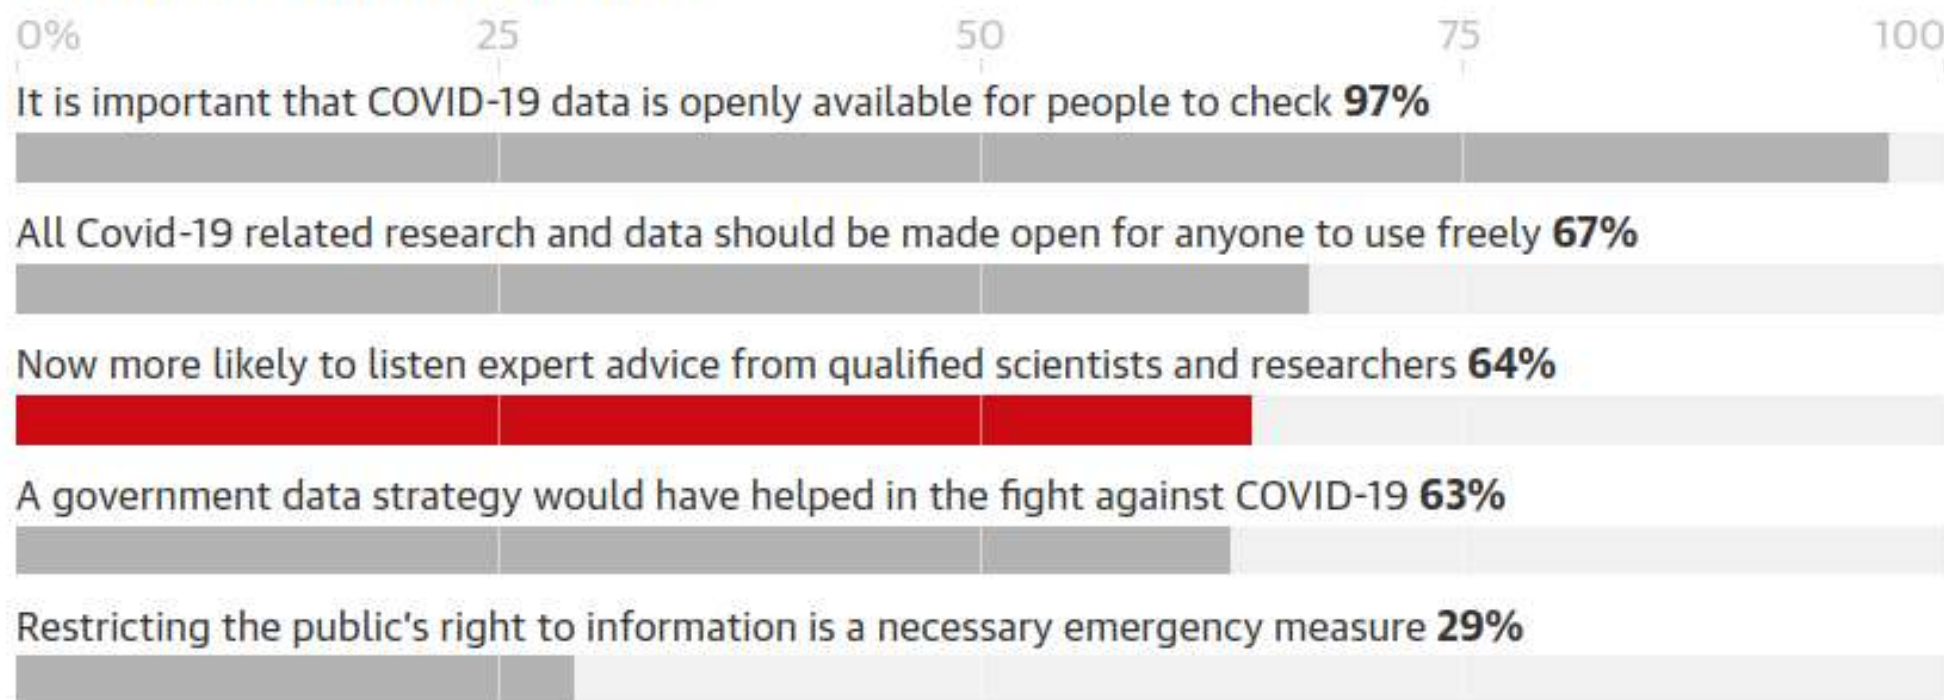 0% 25 50 75 100
It is important that COVID-19 data is openly available for people to check 97%
All Covid-19 related research and data should be made open for anyone to use freely 67%
Now more likely to listen expert advice from qualified scientists and researchers 64%
A government data strategy would have helped in the fight against COVID-19 63%
Restricting the public's right to information is a necessary emergency measure 29%